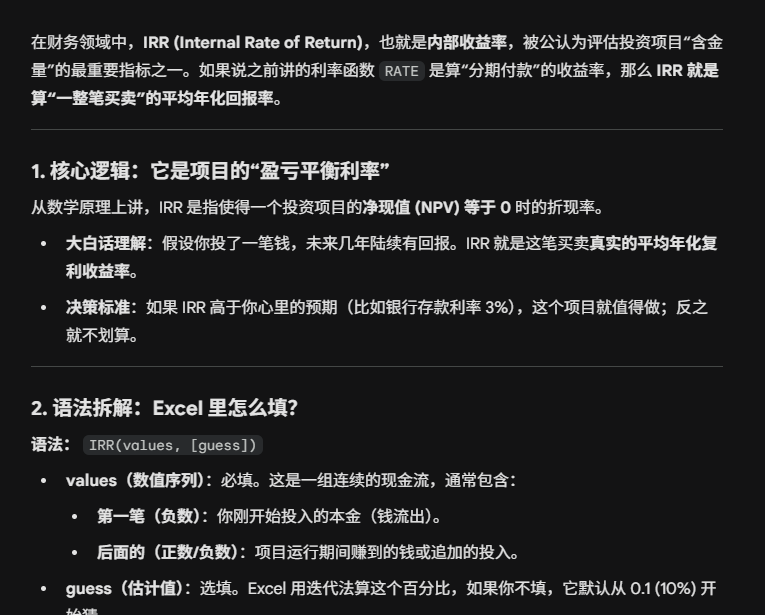 在财务领域中，IRR (Internal Rate of Return)，也就是内部收益率，被公认为评估投资项目“含金
量”的最重要指标之一。如果说之前讲的利率函数 RATE 是算“分期付款”的收益率，那么 IRR 就是
算“一整笔买卖”的平均年化回报率。
1. 核心逻辑：它是项目的“盈亏平衡利率”
从数学原理上讲，IRR 是指使得一个投资项目的净现值 (NPV) 等于 0 时的折现率。
• 大白话理解：假设你投了一笔钱，未来几年陆续有回报。IRR 就是这笔买卖真实的平均年化复
利收益率。
• 决策标准：如果 IRR 高于你心里的预期（比如银行存款利率 3%），这个项目就值得做；反之
就不划算。
2. 语法拆解：Excel 里怎么填？
语法： IRR(values, [guess])
• values（数值序列）：必填。这是一组连续的现金流，通常包含：
• 第一笔（负数）：你刚开始投入的本金（钱流出）。
• 后面的（正数/负数）：项目运行期间赚到的钱或追加的投入。
• guess（估计值）：选填。Excel 用迭代法算这个百分比，如果你不填，它默认从 0.1 (10%) 开
始猜